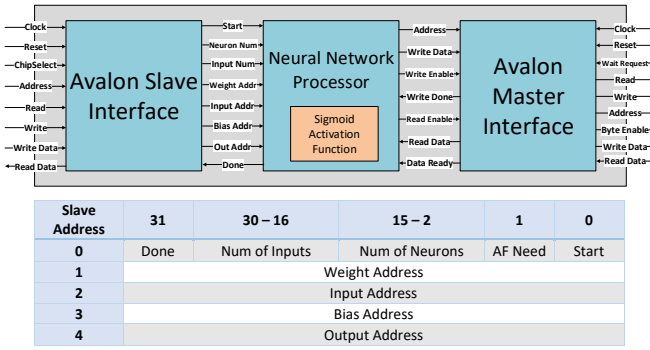 Clock
Reset
ChipSelect
Address
Read
Write
Write Data
Read Data
Avalon Slave
Interface
Start
Neuron Num
Input Num
Weight Addr
Input Addr
Bias Addr
Out Addr
Done
Neural Network
Processor
Sigmoid
Activation
Function
Address
Write Data
Write Enable
Write Done
Read Enable
Read Data
Data Ready
Avalon
Master
Interface
Clock
Reset
Wait Request
Read
Write
Address
Byte Enable
Write Data
Read Data
Slave
Address
31
30 – 16
15 – 2
1
0
0 Done Num of Inputs Num of Neurons AF Need Start
1 Weight Address
2 Input Address
3 Bias Address
4 Output Address